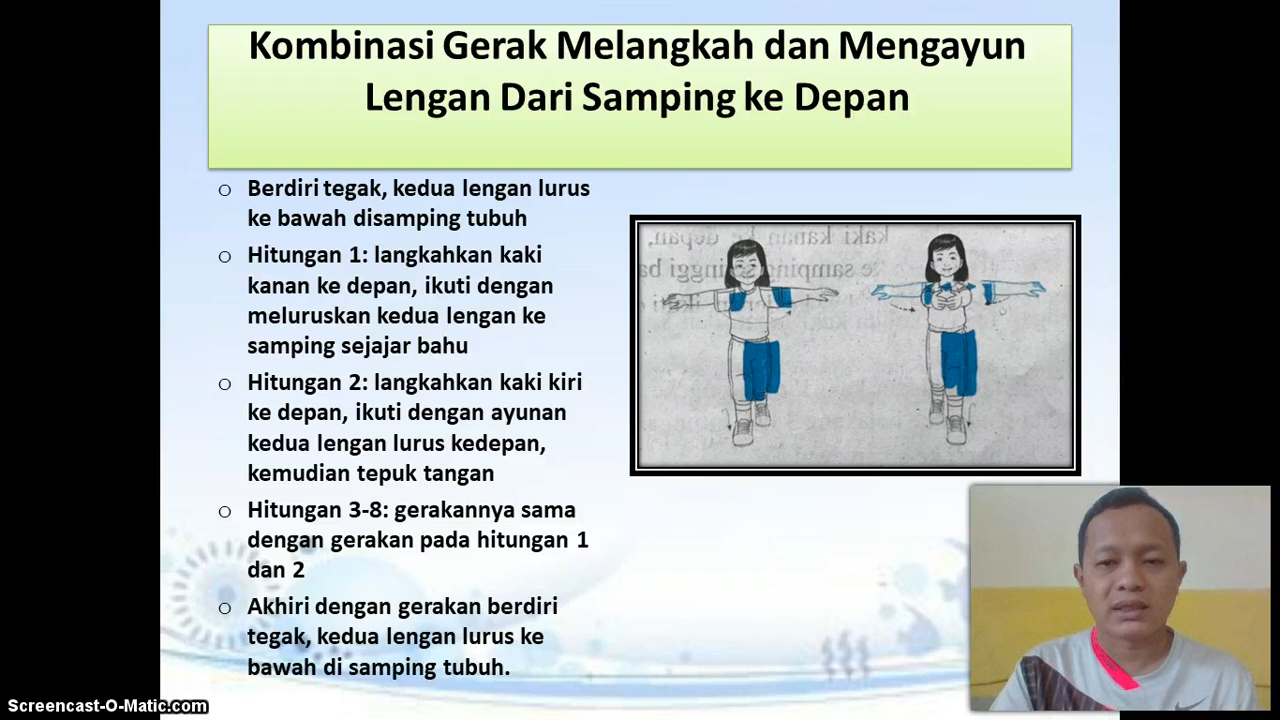 Kombinasi Gerak Melangkah dan Mengayun
Lengan Dari Samping ke Depan
o Berdiri tegak, kedua lengan lurus
ke bawah disamping tubuh
o Hitungan 1: langkahkan kaki
kanan ke depan, ikuti dengan
meluruskan kedua lengan ke
samping sejajar bahu
o Hitungan 2: langkahkan kaki kiri
ke depan, ikuti dengan ayunan
kedua lengan lurus kedepan,
kemudian tepuk tangan
o Hitungan 3-8: gerakannya sama
dengan gerakan pada hitungan 1
dan 2
o Akhiri dengan gerakan berdiri
tegak, kedua lengan lurus ke
bawah di samping tubuh.
kaki kanan ke depan,
Screencast-O-Matic.com